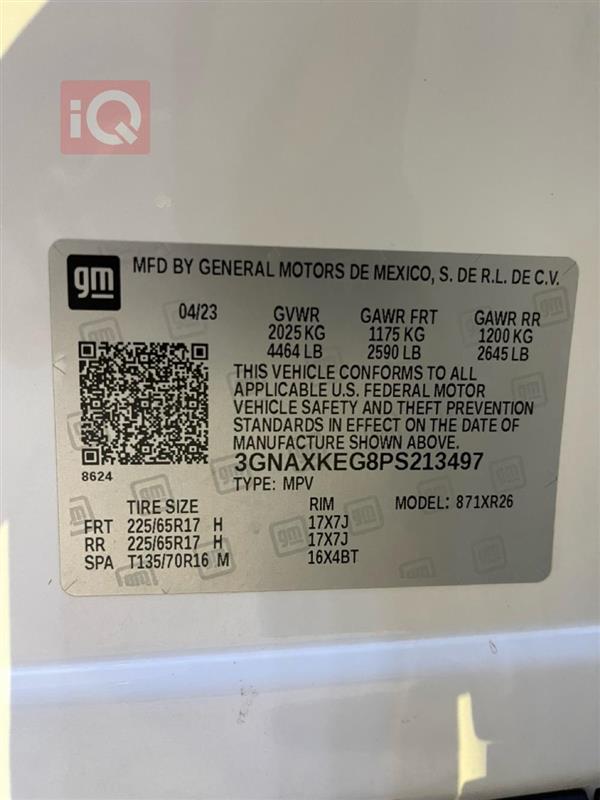 iQ
gm
MFD BY GENERAL MOTORS DE MEXICO, S. DE R.L. DE C.V.
04/23 GVWR GAWR FRT GAWR RR
2025 KG 1175 KG 1200 KG
4464 LB 2590 LB 2645 LB
THIS VEHICLE CONFORMS TO ALL
APPLICABLE U.S. FEDERAL MOTOR
VEHICLE SAFETY AND THEFT PREVENTION
STANDARDS IN EFFECT ON THE DATE OF
MANUFACTURE SHOWN ABOVE.
3GNAXKEG8PS213497
8624
TYPE: MPV
TIRE SIZE RIM MODEL: 871XR26
FRT 225/65R17 H 17X7J
RR 225/65R17 H 17X7J
SPA T135/70R16 M 16X4BT